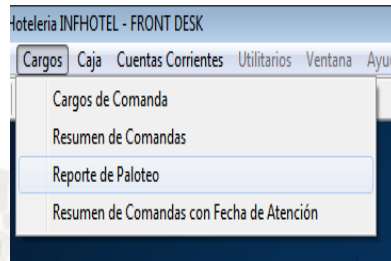 Hoteleria INFHOTEL - FRONT DESK
Cargos Caja Cuentas Corrientes Utilitarios Ventana
Cargos de Comanda
Resumen de Comandas
Reporte de Paloteo
Resumen de Comandas con Fecha de Atención